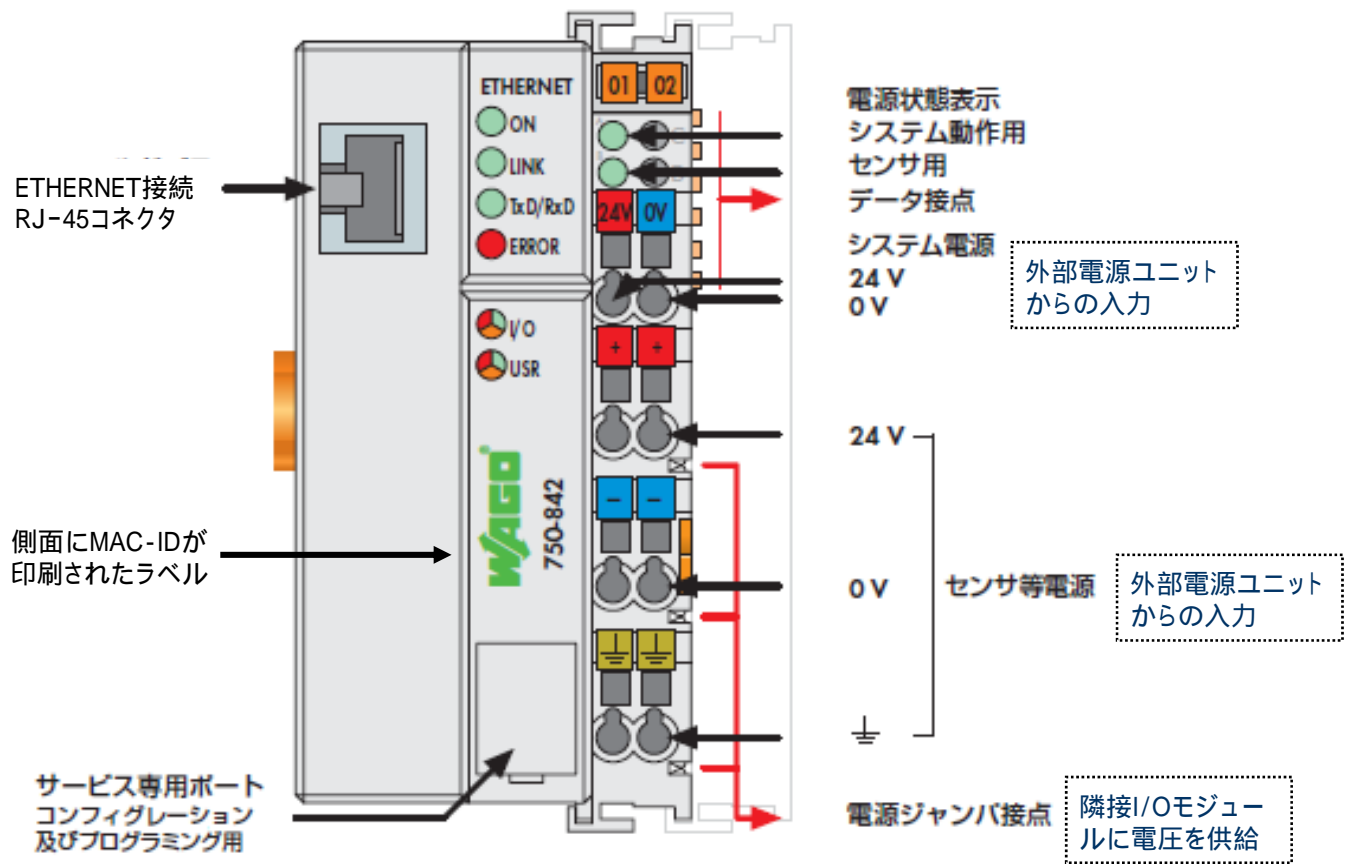 ETHERNET接続
RJ-45コネクタ
側面にMAC-IDが
印刷されたラベル
サービス専用ポート
コンフィグレーション
及びプログラミング用
ETHERNET
ON
LINK
TxD/RxD
ERROR
I/O
USR
WAGO
750-842
01 02
24V 0V
+ +
− −
電源状態表示
システム動作用
センサ用
データ接点
システム電源
24 V
0 V
外部電源ユニット
からの入力
24 V
0 V
センサ等電源
外部電源ユニット
からの入力
電源ジャンパ接点
隣接I/Oモジュー
ルに電圧を供給